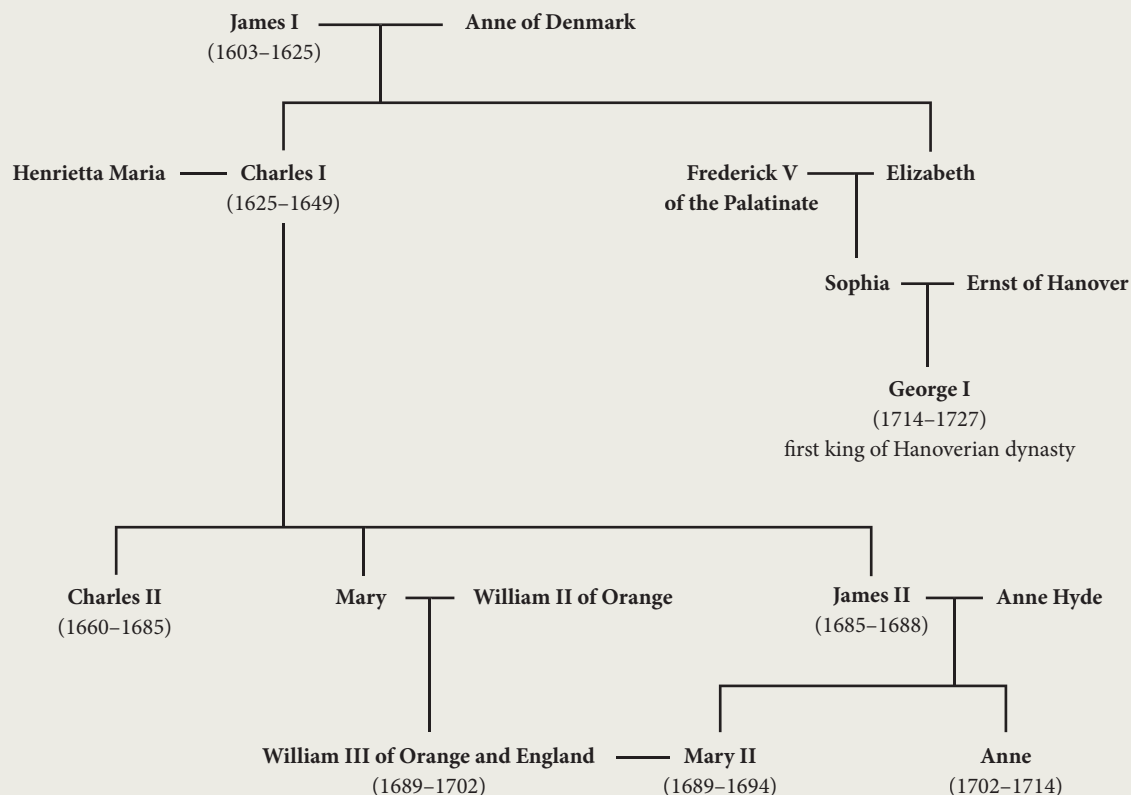 James I Anne of Denmark
(1603–1625)
Henrietta Maria Charles I Frederick V Elizabeth
(1625–1649) of the Palatinate
Sophia Ernst of Hanover
George I
(1714–1727)
first king of Hanoverian dynasty
Charles II Mary William II of Orange James II Anne Hyde
(1660–1685) (1685–1688)
William III of Orange and England Mary II Anne
(1689–1702) (1689–1694) (1702–1714)